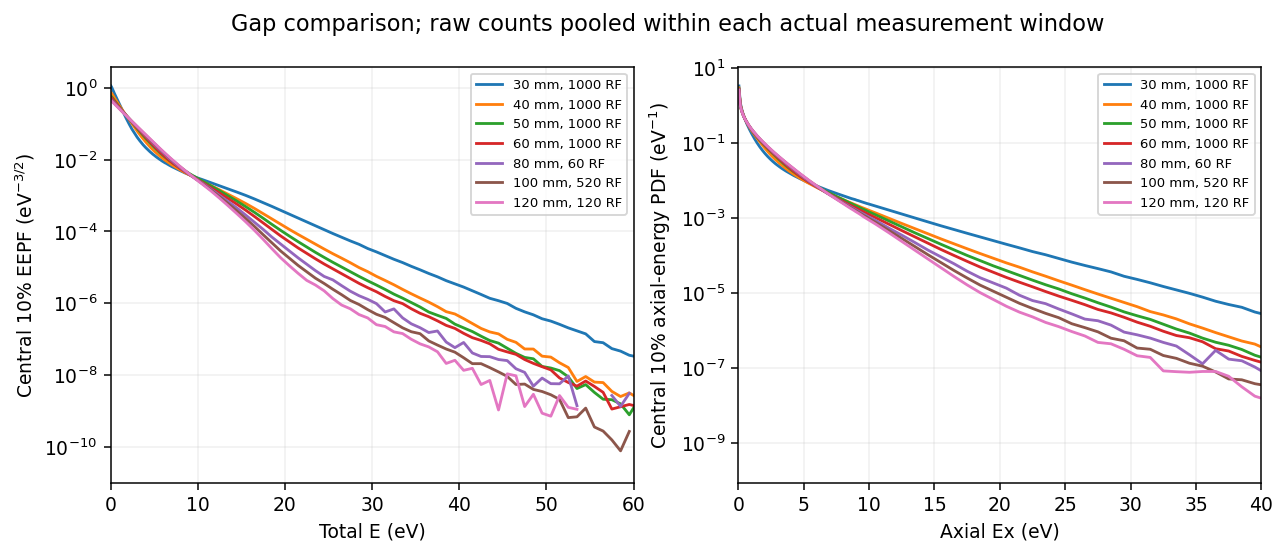 Gap comparison; raw counts pooled within each actual measurement window
Central 10% EEPF (eV⁻³ᐟ²)
10⁰
10⁻²
10⁻⁴
10⁻⁶
10⁻⁸
10⁻¹⁰
30 mm, 1000 RF
40 mm, 1000 RF
50 mm, 1000 RF
60 mm, 1000 RF
80 mm, 60 RF
100 mm, 520 RF
120 mm, 120 RF
0 10 20 30 40 50 60
Total E (eV)
Central 10% axial-energy PDF (eV⁻¹)
10¹
10⁻¹
10⁻³
10⁻⁵
10⁻⁷
10⁻⁹
30 mm, 1000 RF
40 mm, 1000 RF
50 mm, 1000 RF
60 mm, 1000 RF
80 mm, 60 RF
100 mm, 520 RF
120 mm, 120 RF
0 5 10 15 20 25 30 35 40
Axial Ex (eV)